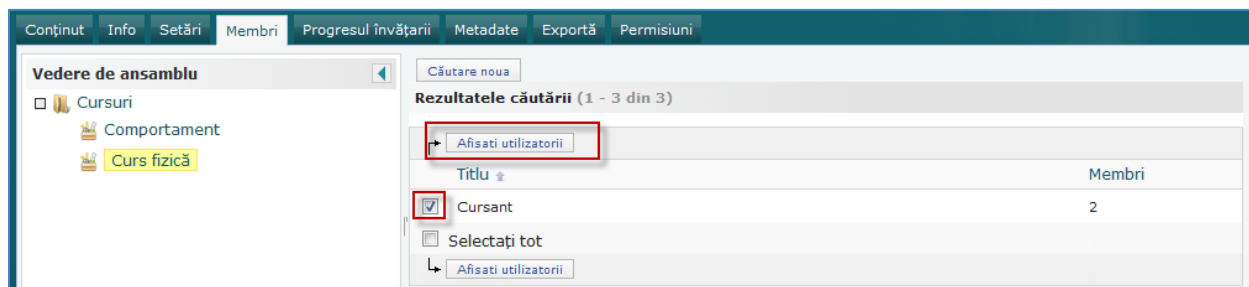 Conținut Info Setări Membri Progresul învățarii Metadate Exportă Permisiuni
Vedere de ansamblu
Cursuri
Comportament
Curs fizică
Căutare noua
Rezultatele căutării (1 - 3 din 3)
Afisati utilizatorii
Titlu Membri
Cursant 2
Selectați tot
Afisati utilizatorii